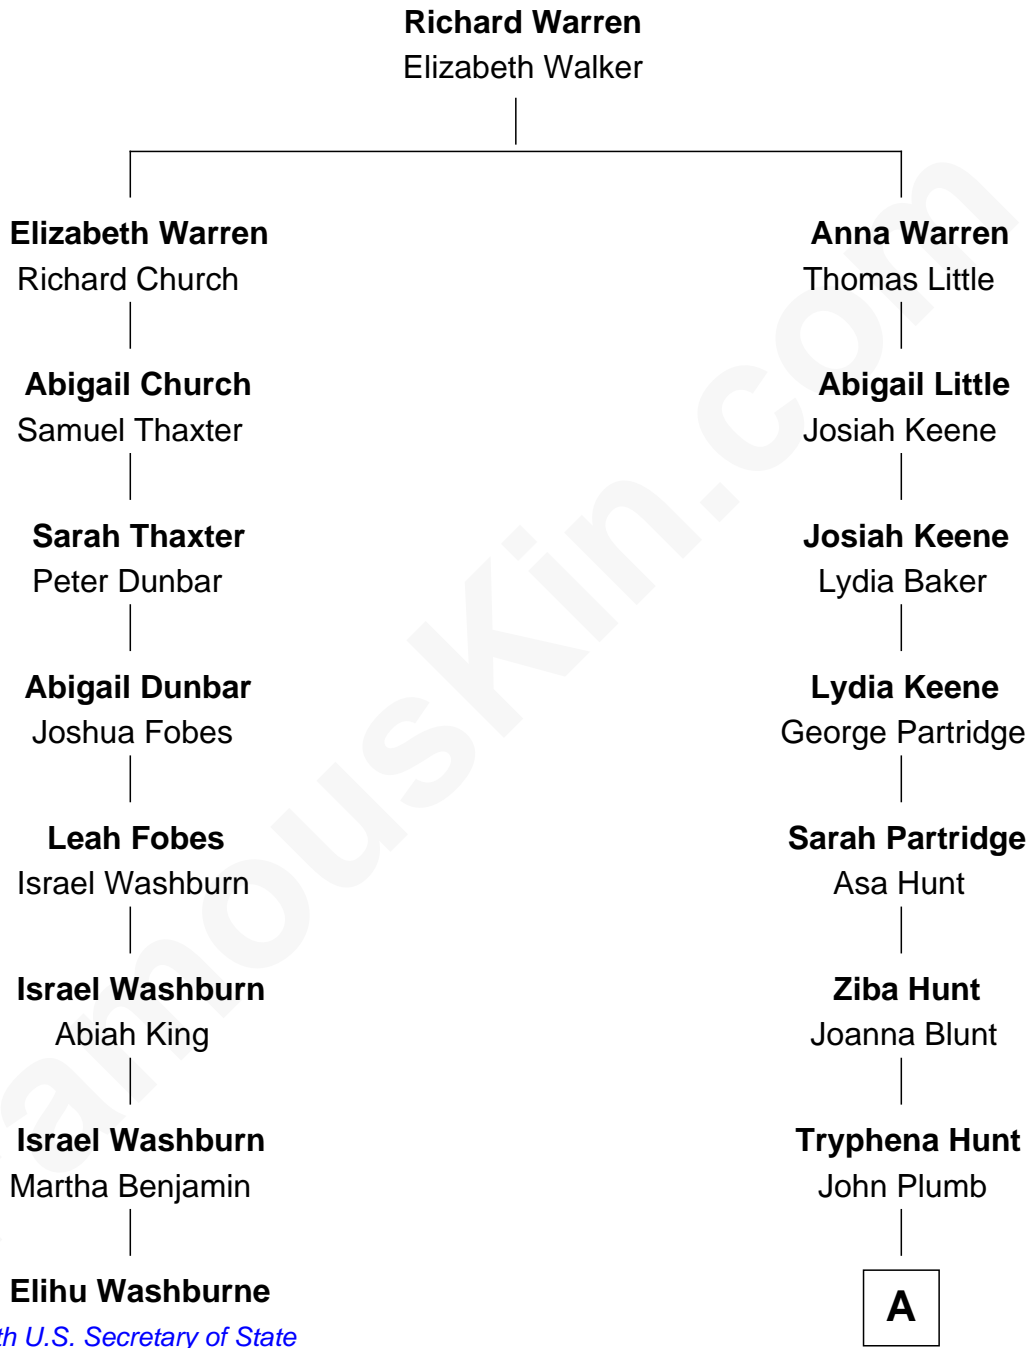 Richard Warren
Elizabeth Walker
Elizabeth Warren
Richard Church
Anna Warren
Thomas Little
Abigail Church
Samuel Thaxter
Abigail Little
Josiah Keene
Sarah Thaxter
Peter Dunbar
Josiah Keene
Lydia Baker
Abigail Dunbar
Joshua Fobes
Lydia Keene
George Partridge
Leah Fobes
Israel Washburn
Sarah Partridge
Asa Hunt
Israel Washburn
Abiah King
Ziba Hunt
Joanna Blunt
Israel Washburn
Martha Benjamin
Tryphena Hunt
John Plumb
Elihu Washburne
th U.S. Secretary of State
A
amouskin.com